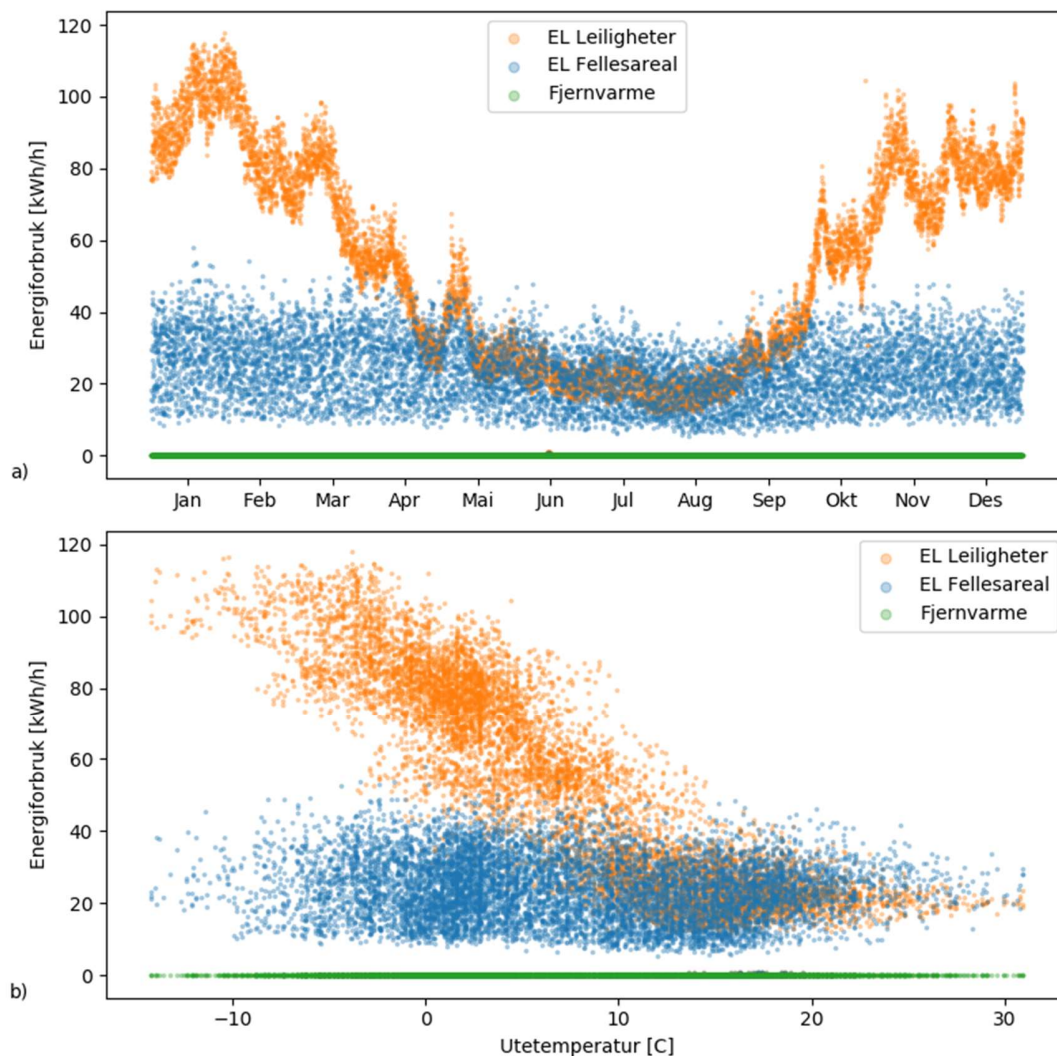 120
100
80
60
40
20
0
Energiforbruk [kWh/h]
EL Leiligheter
EL Fellesareal
Fjernvarme
a)
Jan Feb Mar Apr Mai Jun Jul Aug Sep Okt Nov Des
120
100
80
60
40
20
0
Energiforbruk [kWh/h]
EL Leiligheter
EL Fellesareal
Fjernvarme
b)
−10 0 10 20 30
Utetemperatur [C]